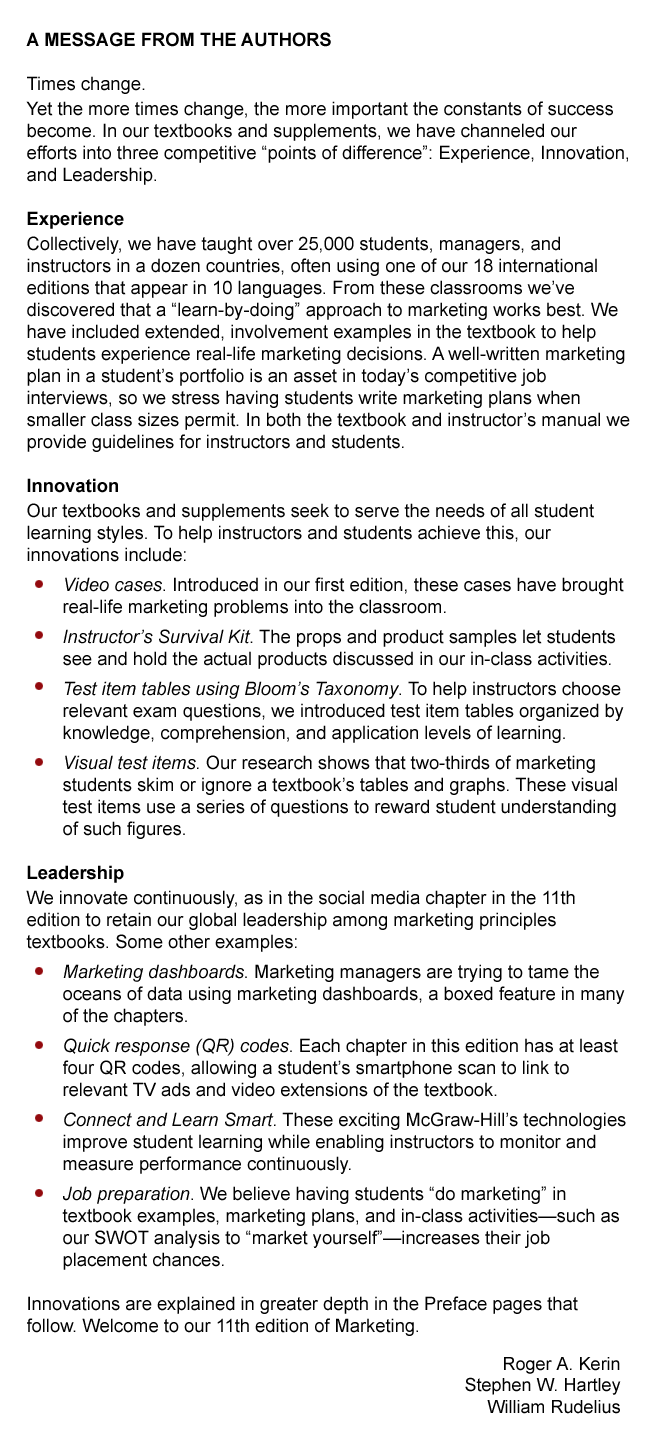 A MESSAGE FROM THE AUTHORS
Times change.
Yet the more times change, the more important the constants of success
become. In our textbooks and supplements, we have channeled our
efforts into three competitive “points of difference”: Experience, Innovation,
and Leadership.
Experience
Collectively, we have taught over 25,000 students, managers, and
instructors in a dozen countries, often using one of our 18 international
editions that appear in 10 languages. From these classrooms we’ve
discovered that a “learn-by-doing” approach to marketing works best. We
have included extended, involvement examples in the textbook to help
students experience real-life marketing decisions. A well-written marketing
plan in a student’s portfolio is an asset in today’s competitive job
interviews, so we stress having students write marketing plans when
smaller class sizes permit. In both the textbook and instructor’s manual we
provide guidelines for instructors and students.
Innovation
Our textbooks and supplements seek to serve the needs of all student
learning styles. To help instructors and students achieve this, our
innovations include:
• Video cases. Introduced in our first edition, these cases have brought
real-life marketing problems into the classroom.
• Instructor’s Survival Kit. The props and product samples let students
see and hold the actual products discussed in our in-class activities.
• Test item tables using Bloom’s Taxonomy. To help instructors choose
relevant exam questions, we introduced test item tables organized by
knowledge, comprehension, and application levels of learning.
• Visual test items. Our research shows that two-thirds of marketing
students skim or ignore a textbook’s tables and graphs. These visual
test items use a series of questions to reward student understanding
of such figures.
Leadership
We innovate continuously, as in the social media chapter in the 11th
edition to retain our global leadership among marketing principles
textbooks. Some other examples:
• Marketing dashboards. Marketing managers are trying to tame the
oceans of data using marketing dashboards, a boxed feature in many
of the chapters.
• Quick response (QR) codes. Each chapter in this edition has at least
four QR codes, allowing a student’s smartphone scan to link to
relevant TV ads and video extensions of the textbook.
• Connect and Learn Smart. These exciting McGraw-Hill’s technologies
improve student learning while enabling instructors to monitor and
measure performance continuously.
• Job preparation. We believe having students “do marketing” in
textbook examples, marketing plans, and in-class activities—such as
our SWOT analysis to “market yourself”—increases their job
placement chances.
Innovations are explained in greater depth in the Preface pages that
follow. Welcome to our 11th edition of Marketing.
Roger A. Kerin
Stephen W. Hartley
William Rudelius